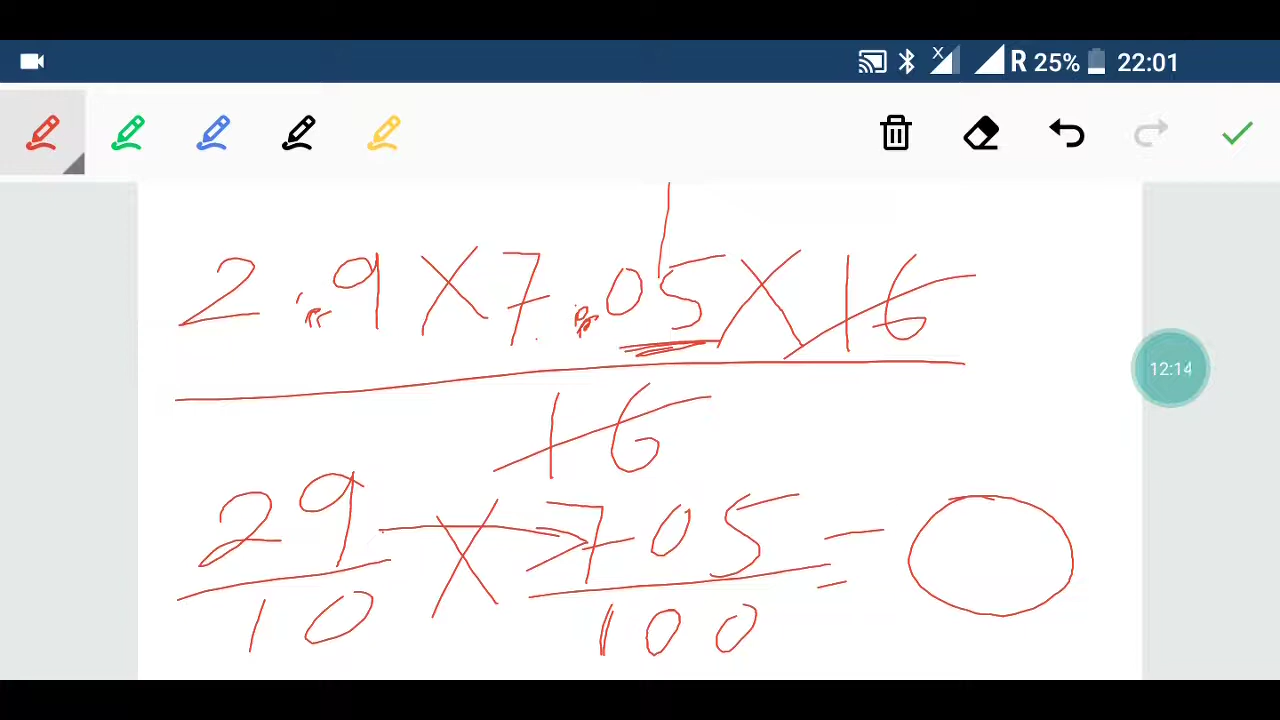 R 25% 22:01
2.9 X 7.05 X 16
12:14
16
29 X 705 =
10 100